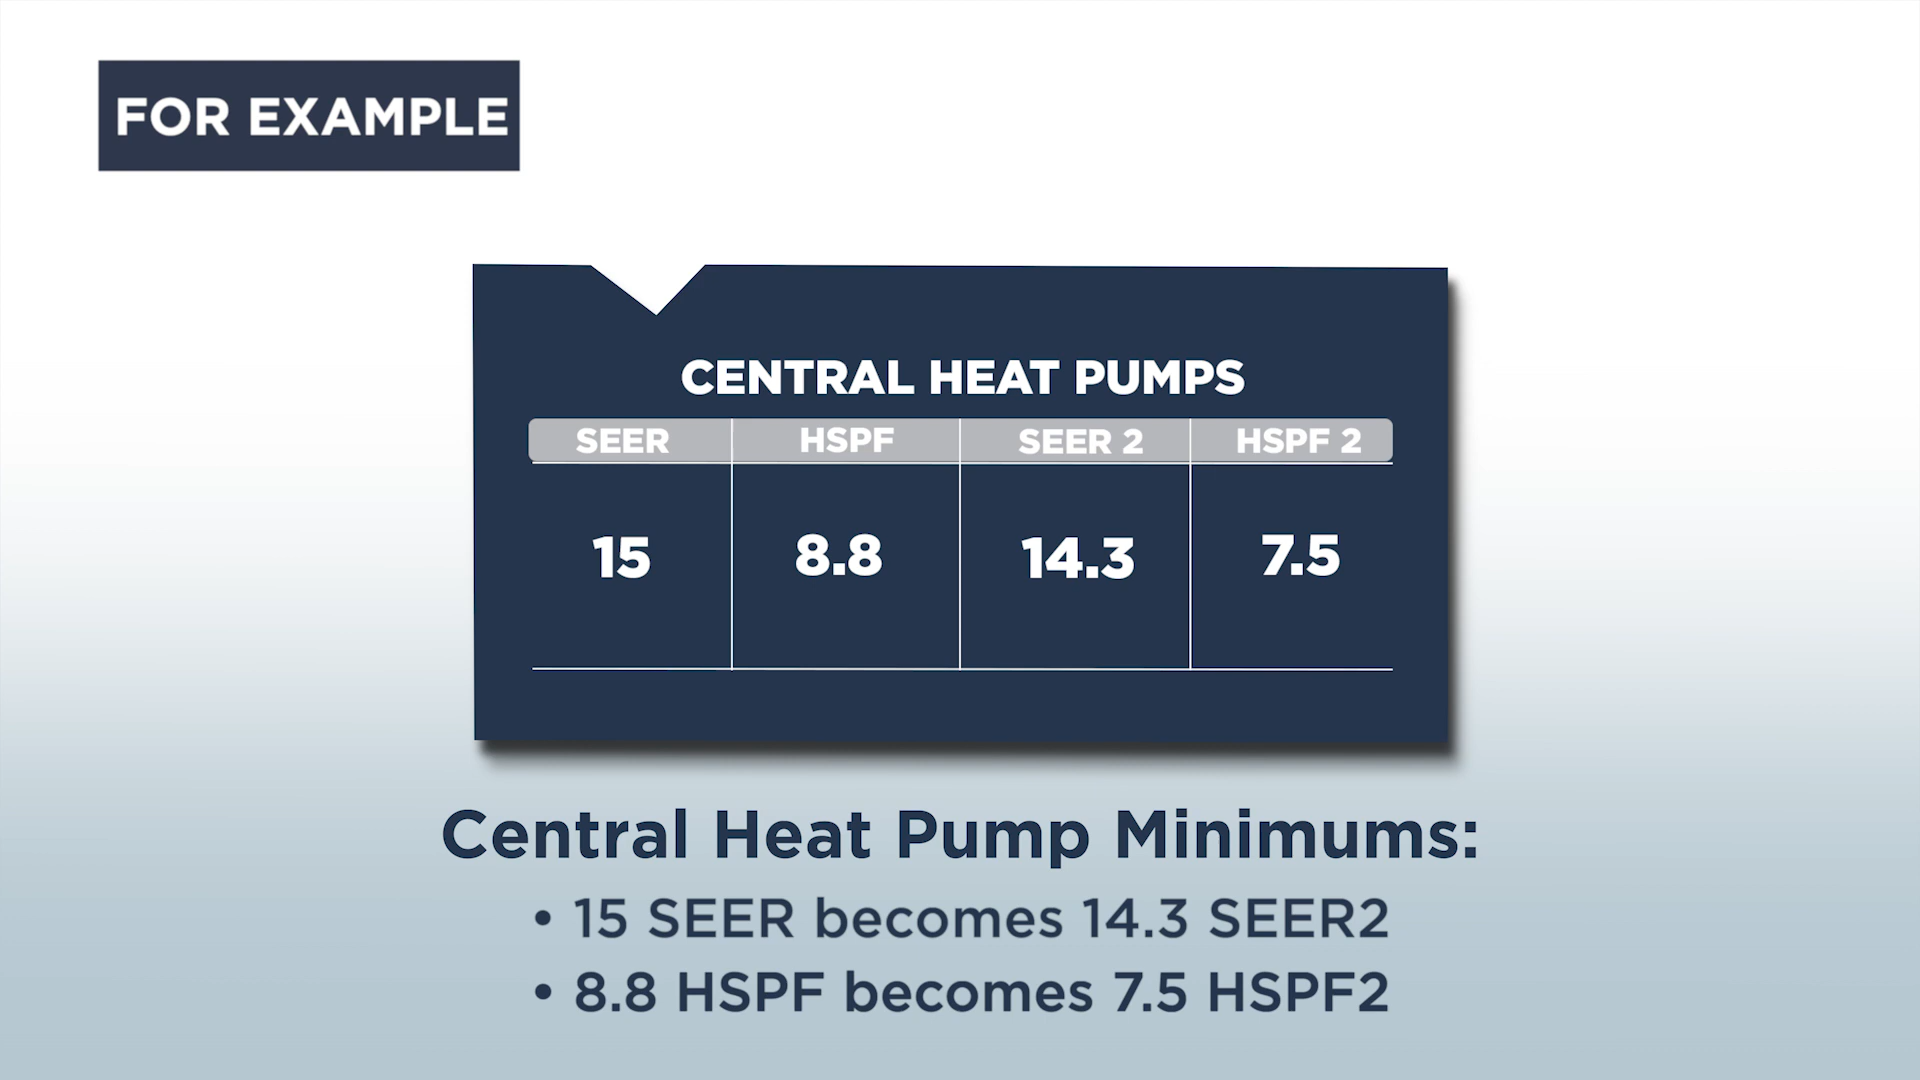 FOR EXAMPLE
CENTRAL HEAT PUMPS
SEER HSPF SEER 2 HSPF 2
15 8.8 14.3 7.5
Central Heat Pump Minimums:
• 15 SEER becomes 14.3 SEER2
• 8.8 HSPF becomes 7.5 HSPF2